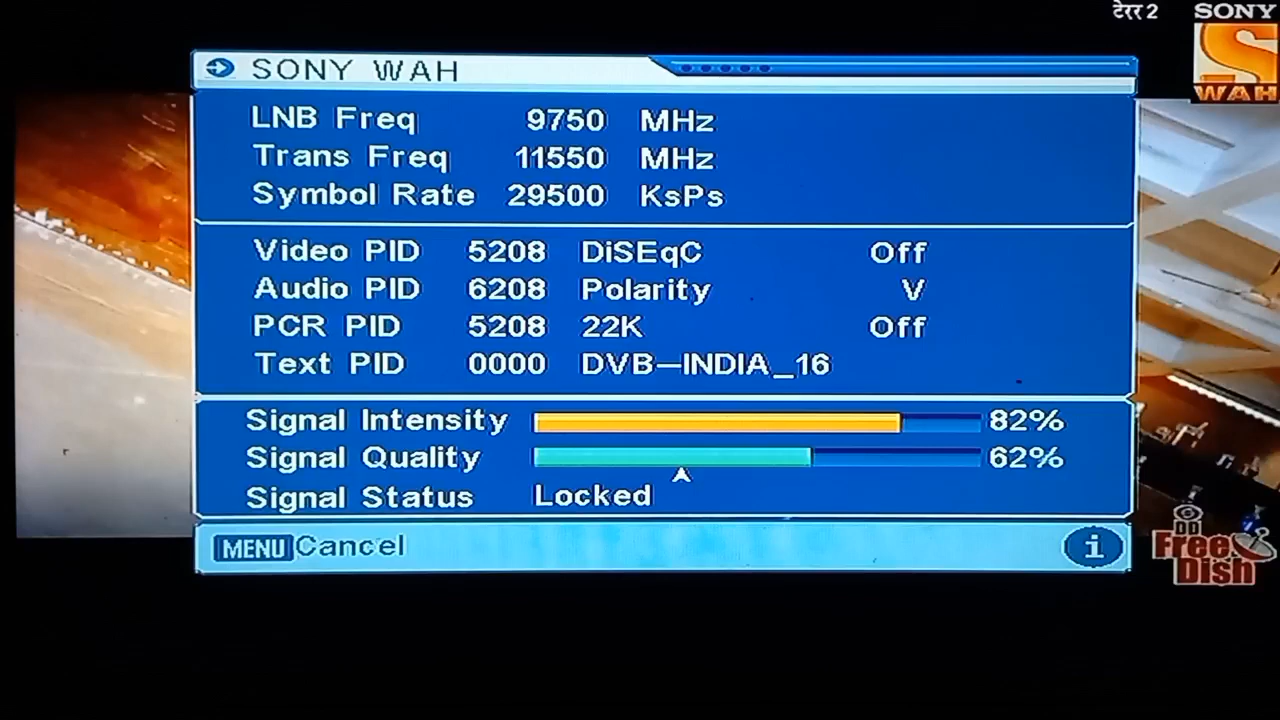 टेरर 2
SONY
WAH
SONY WAH
LNB Freq 9750 MHz
Trans Freq 11550 MHz
Symbol Rate 29500 KsPs
Video PID 5208 DiSEqC Off
Audio PID 6208 Polarity V
PCR PID 5208 22K Off
Text PID 0000 DVB—INDIA_16
Signal Intensity 82%
Signal Quality 62%
Signal Status Locked
MENU Cancel i
DD
Free
Dish